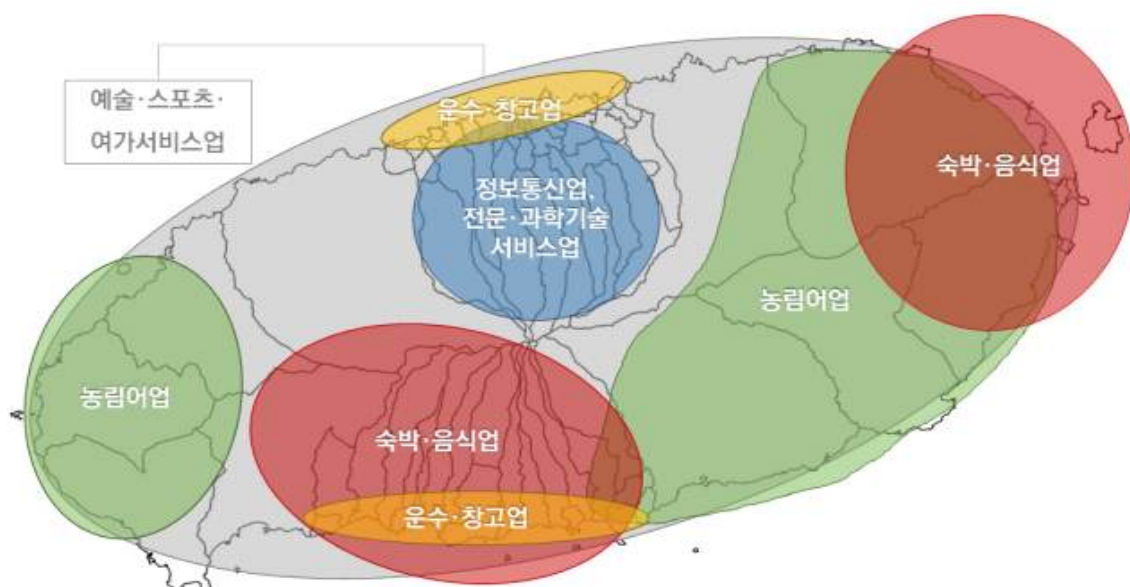 예술·스포츠·
여가서비스업
운수·창고업
숙박·음식업
정보통신업,
전문·과학기술
서비스업
농림어업
농림어업
숙박·음식업
운수·창고업